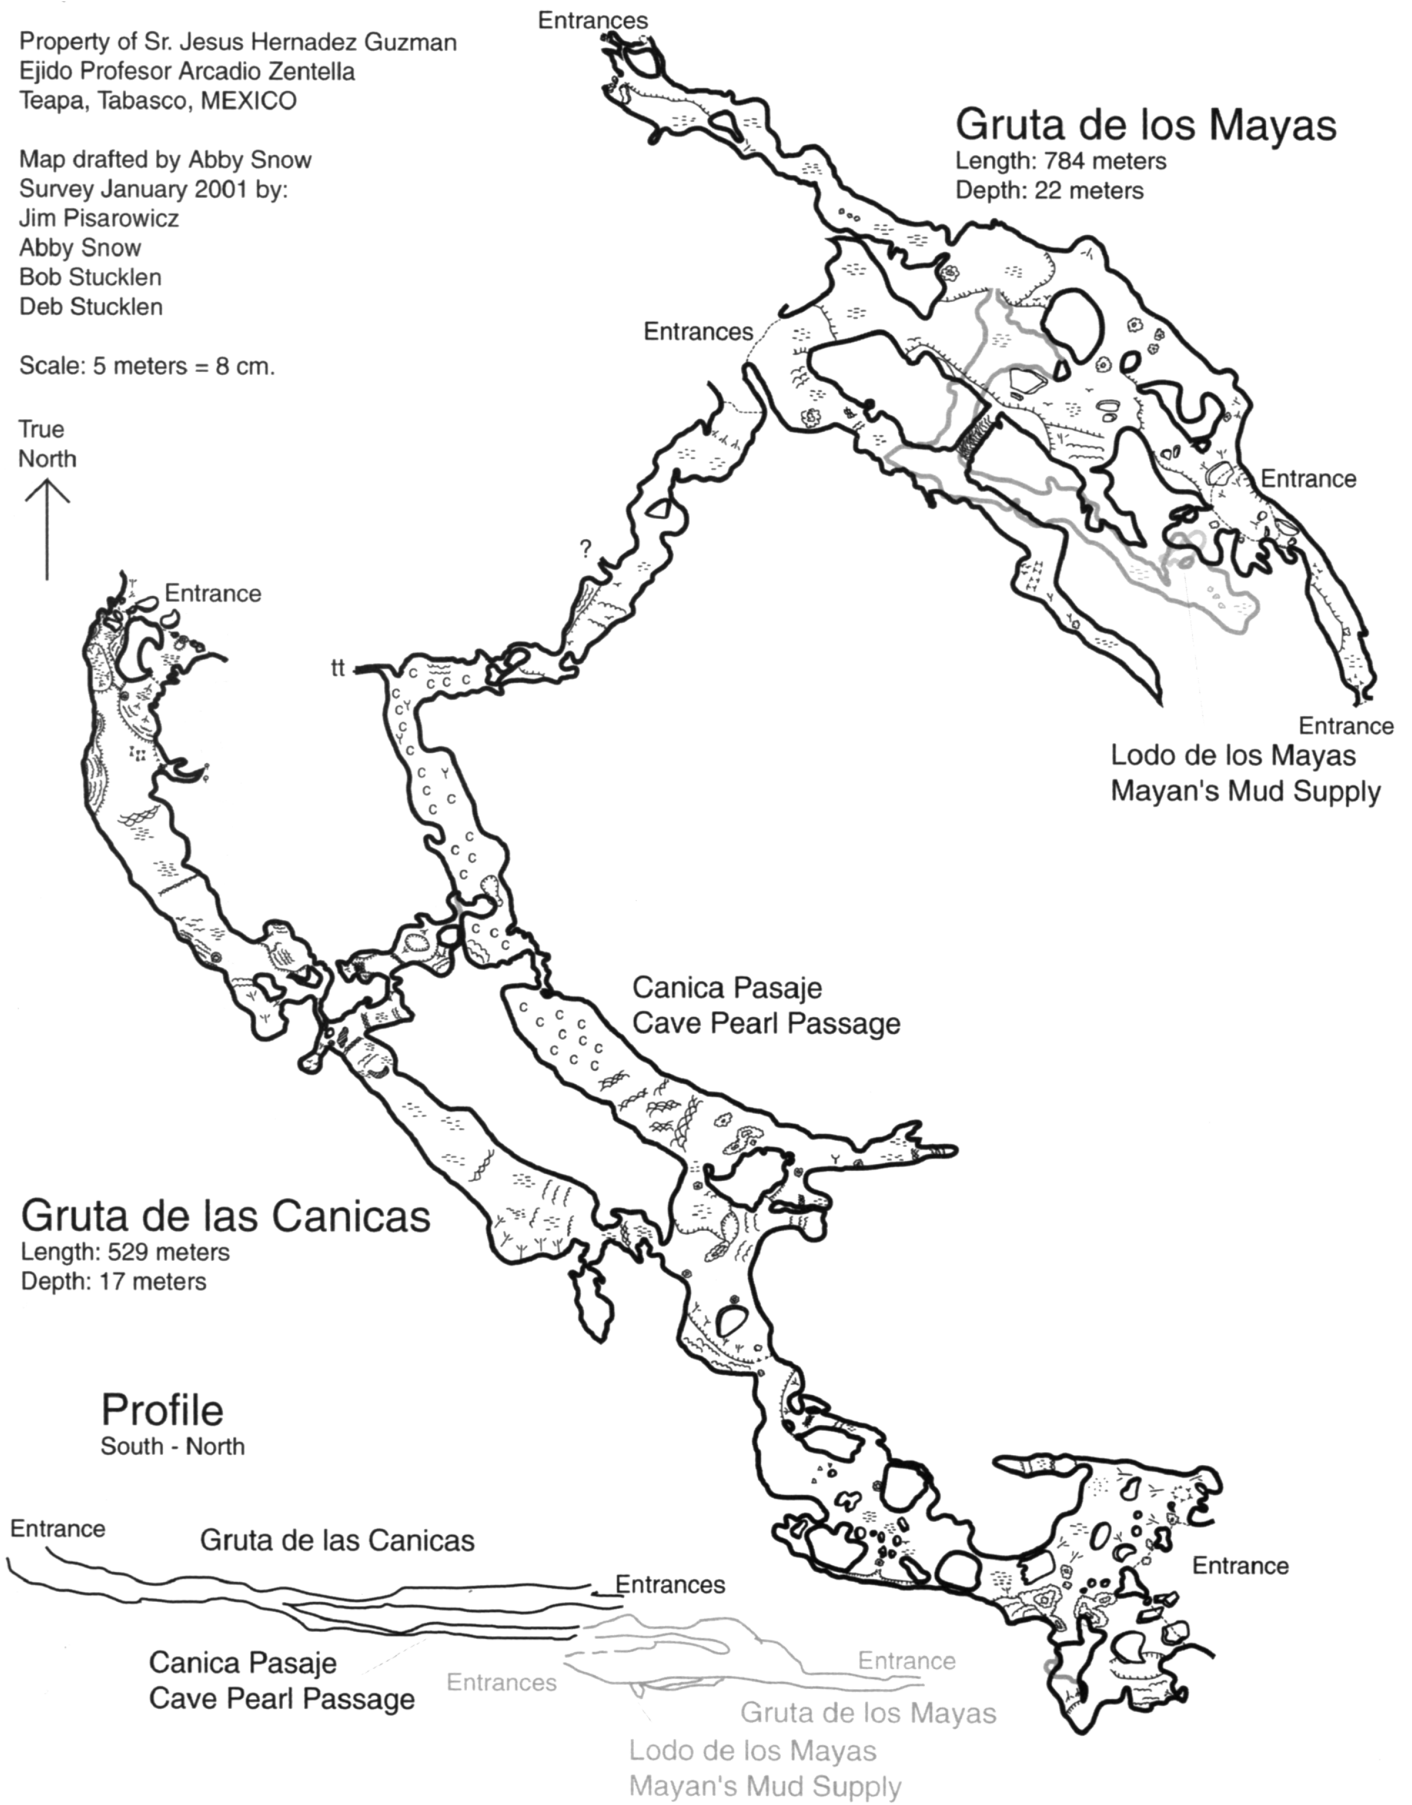 Entrances
Property of Sr. Jesus Hernadez Guzman
Ejido Profesor Arcadio Zentella
Teapa, Tabasco, MEXICO
Map drafted by Abby Snow
Survey January 2001 by:
Jim Pisarowicz
Abby Snow
Bob Stucklen
Deb Stucklen
Scale: 5 meters = 8 cm.
True
North
Gruta de los Mayas
Length: 784 meters
Depth: 22 meters
Entrances
Entrance
?
Entrance
tt
Entrance
Lodo de los Mayas
Mayan's Mud Supply
Canica Pasaje
Cave Pearl Passage
Gruta de las Canicas
Length: 529 meters
Depth: 17 meters
Entrance
Profile
South - North
Entrance
Gruta de las Canicas
Entrances
Canica Pasaje
Cave Pearl Passage
Entrances
Entrance
Gruta de los Mayas
Lodo de los Mayas
Mayan's Mud Supply